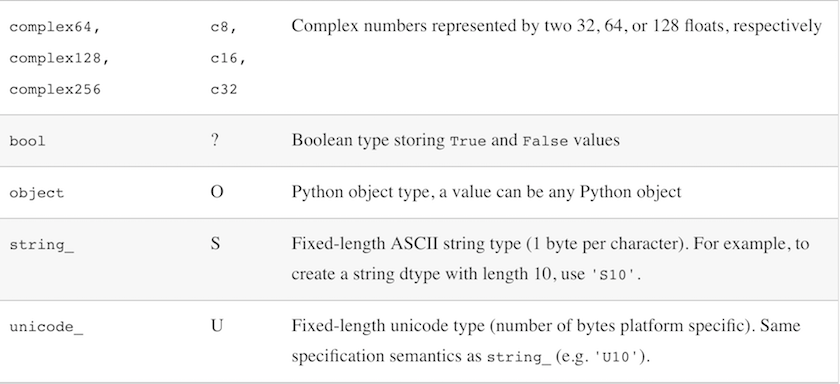 complex64, c8, Complex numbers represented by two 32, 64, or 128 floats, respectively
complex128, c16,
complex256 c32
bool ? Boolean type storing True and False values
object O Python object type, a value can be any Python object
string_ S Fixed-length ASCII string type (1 byte per character). For example, to
create a string dtype with length 10, use 'S10'.
unicode_ U Fixed-length unicode type (number of bytes platform specific). Same
specification semantics as string_ (e.g. 'U10').